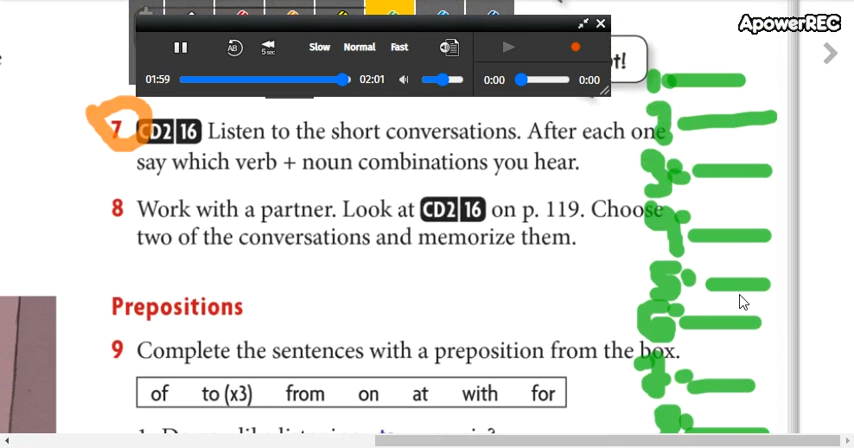 ApowerREC
AB
5 sec
Slow Normal Fast
01:59 02:01 0:00 0:00
t!
7 CD2 16 Listen to the short conversations. After each one
say which verb + noun combinations you hear.
8 Work with a partner. Look at CD2 16 on p. 119. Choose
two of the conversations and memorize them.
Prepositions
9 Complete the sentences with a preposition from the box.
of to (x3) from on at with for